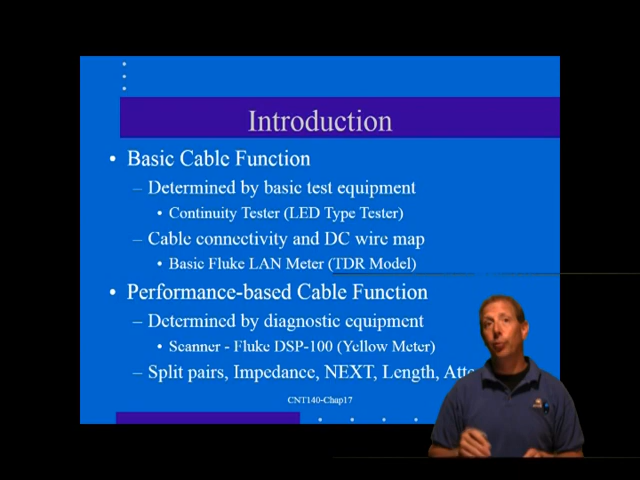 Introduction
• Basic Cable Function
– Determined by basic test equipment
• Continuity Tester (LED Type Tester)
– Cable connectivity and DC wire map
• Basic Fluke LAN Meter (TDR Model)
• Performance-based Cable Function
– Determined by diagnostic equipment
• Scanner - Fluke DSP-100 (Yellow Meter)
– Split pairs, Impedance, NEXT, Length,
CNT140-Chap17